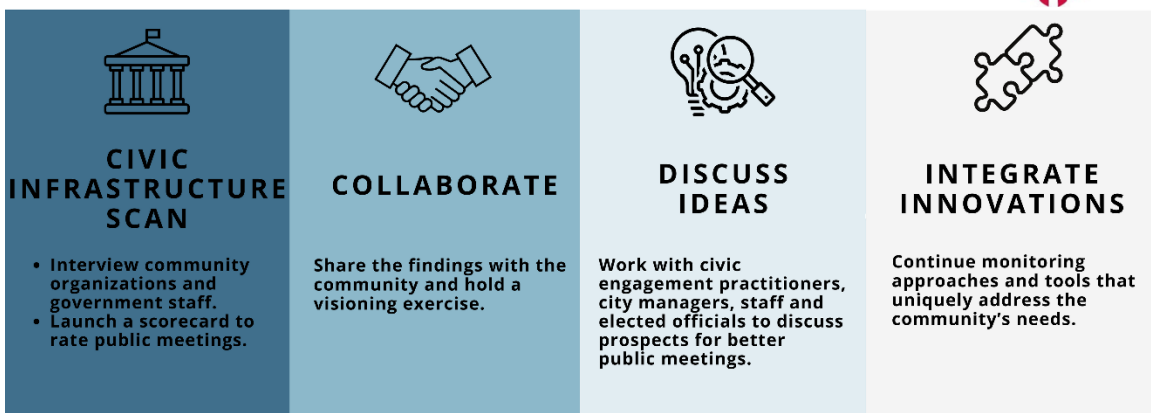 CIVIC
INFRASTRUCTURE
SCAN
• Interview community
organizations and
government staff.
• Launch a scorecard to
rate public meetings.
COLLABORATE
Share the findings with the
community and hold a
visioning exercise.
DISCUSS
IDEAS
Work with civic
engagement practitioners,
city managers, staff and
elected officials to discuss
prospects for better
public meetings.
INTEGRATE
INNOVATIONS
Continue monitoring
approaches and tools that
uniquely address the
community’s needs.